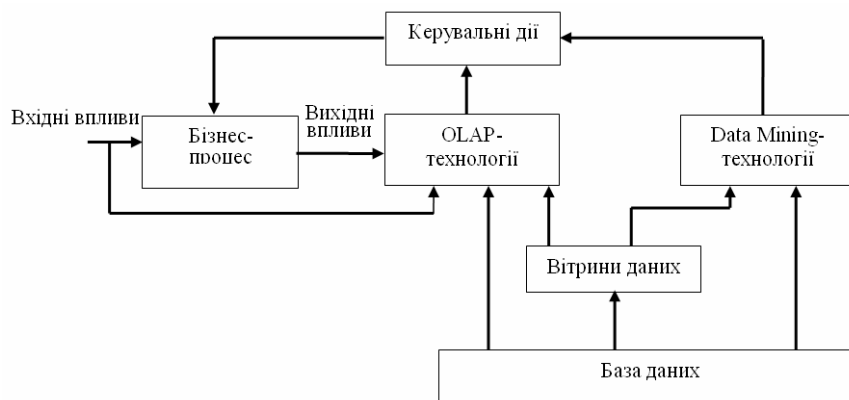 Керувальні дії
Вхідні впливи
Бізнес-
процес
Вихідні
впливи
OLAP-
технології
Data Mining-
технології
Вітрини даних
База даних